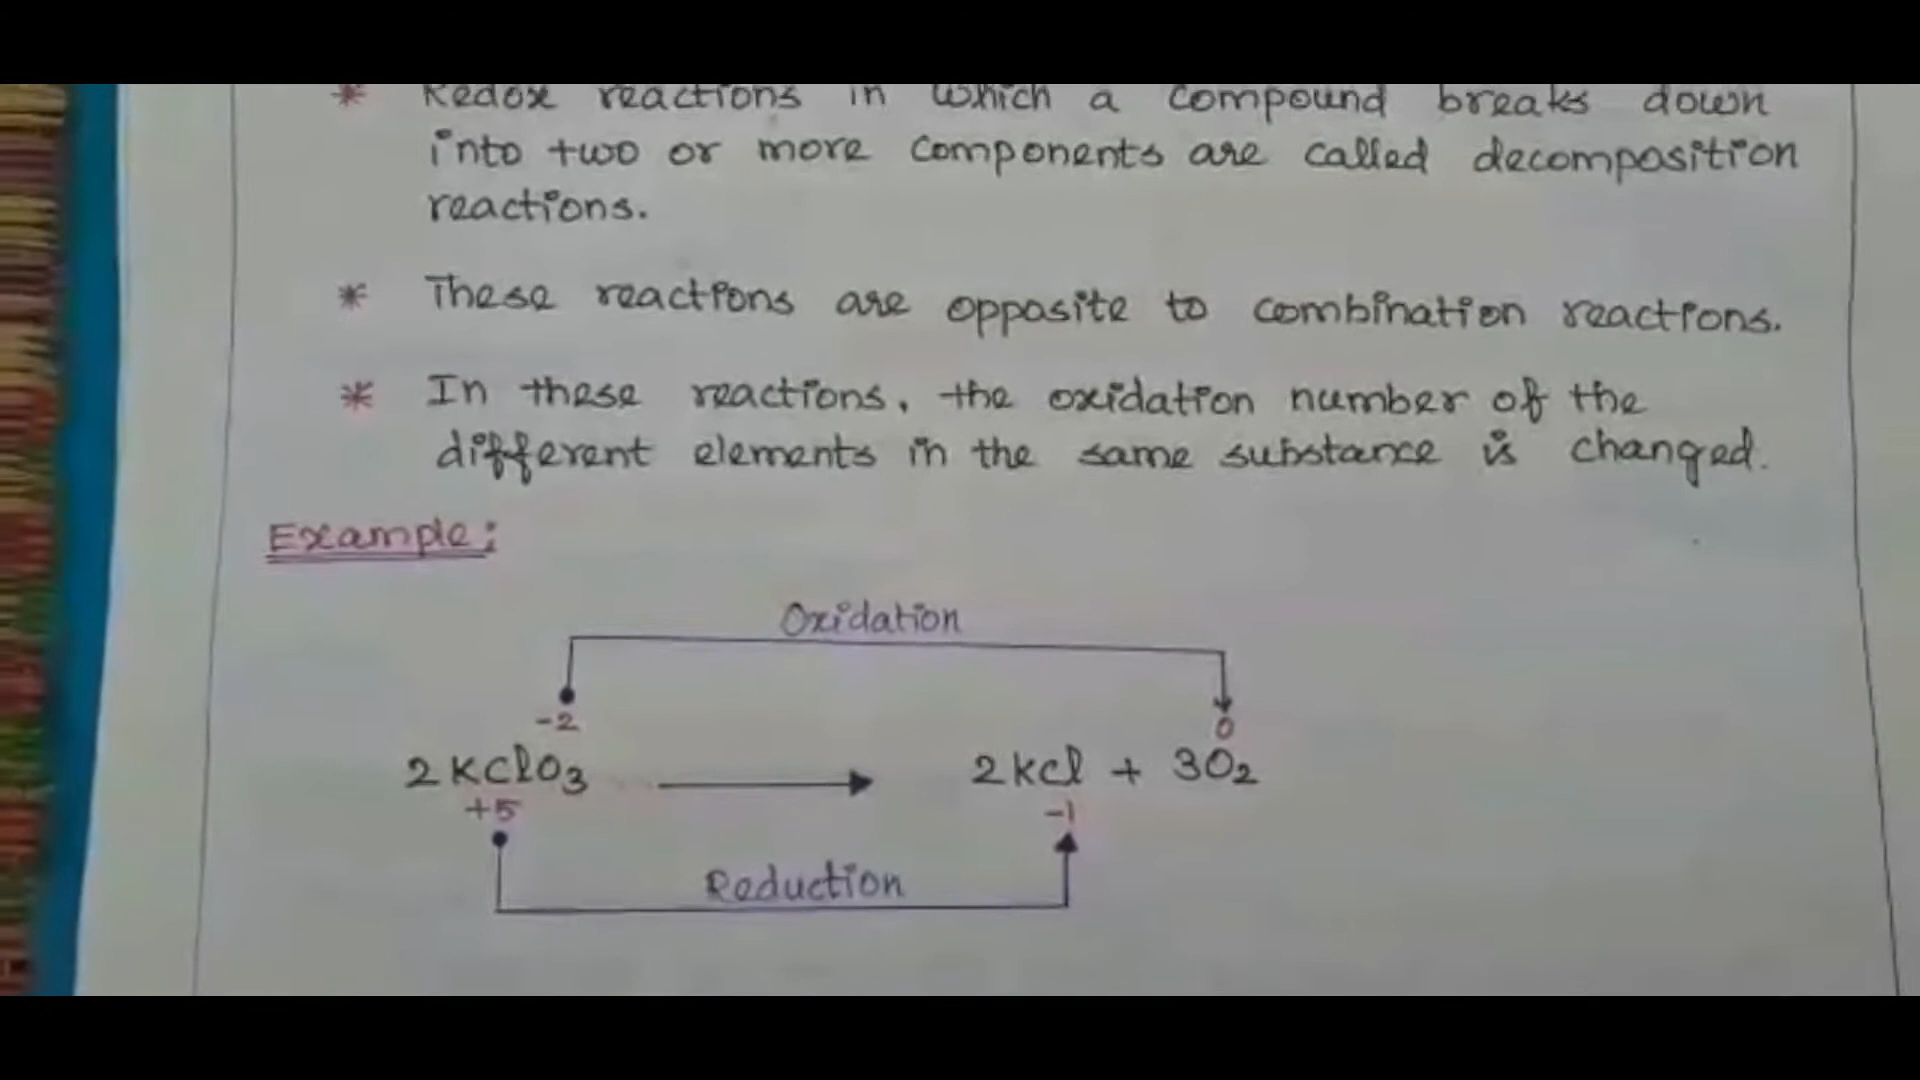 * Redox reactions in which a compound breaks down
into two or more components are called decomposition
reactions.
* These reactions are opposite to combination reactions.
* In these reactions, the oxidation number of the
different elements in the same substance is changed.
Example:
Oxidation
-2 0
2KClO3 → 2KCl + 3O2
+5 -1
Reduction